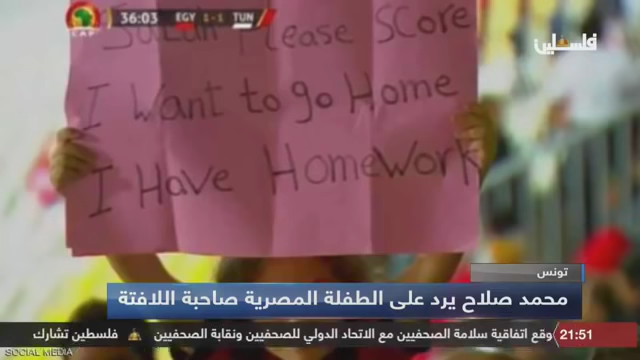 36:03 EGY 1-1 TUN
CAF
Salah Please Score
I Want to go Home
I Have HomeWork
فلسطين
تونس
محمد صلاح يرد على الطفلة المصرية صاحبة اللافتة
وقع اتفاقية سلامة الصحفيين مع الاتحاد الدولي للصحفيين ونقابة الصحفيين فلسطين تشارك
21:51
SOCIAL MEDIA